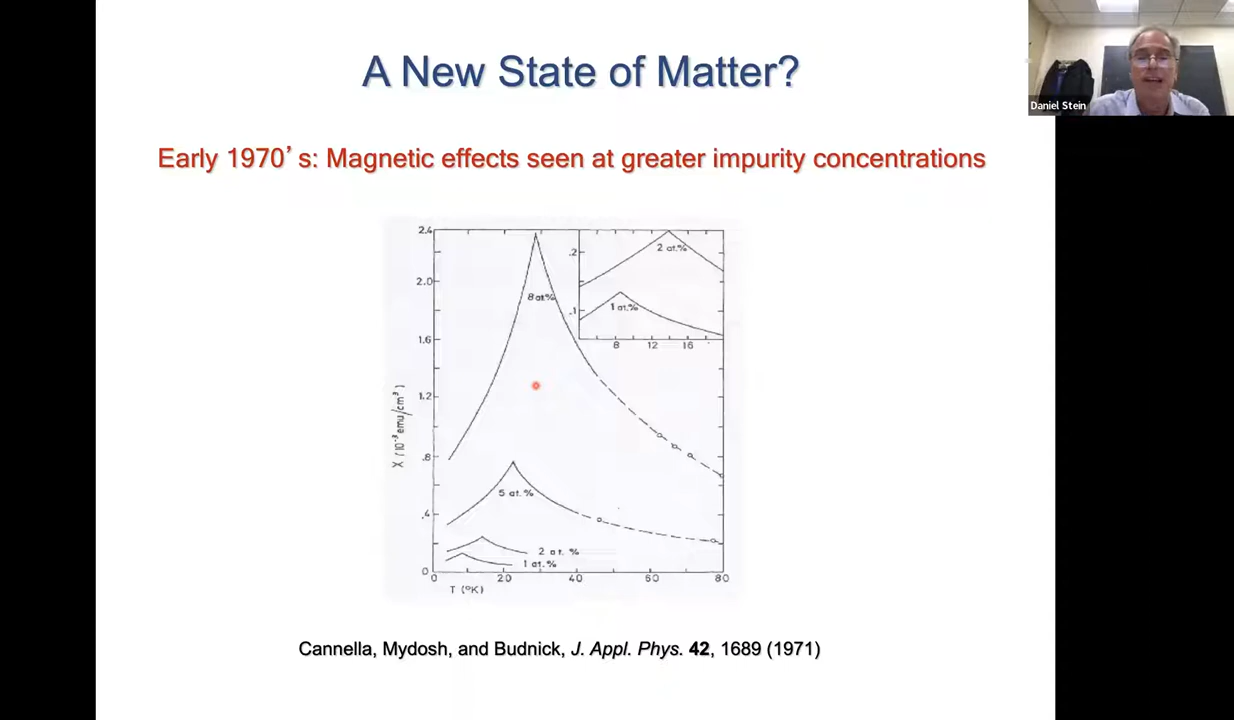 A New State of Matter?
Daniel Stein
Early 1970's: Magnetic effects seen at greater impurity concentrations
2.4
2.0
1.6
1.2
.8
.4
0
X (10⁻³ emu/cm³)
8 at.%
5 at.%
2 at. %
1 at.%
.2
.1
2 at.%
1 at.%
8 12 16
0 20 40 60 80
T (°K)
Cannella, Mydosh, and Budnick, J. Appl. Phys. 42, 1689 (1971)